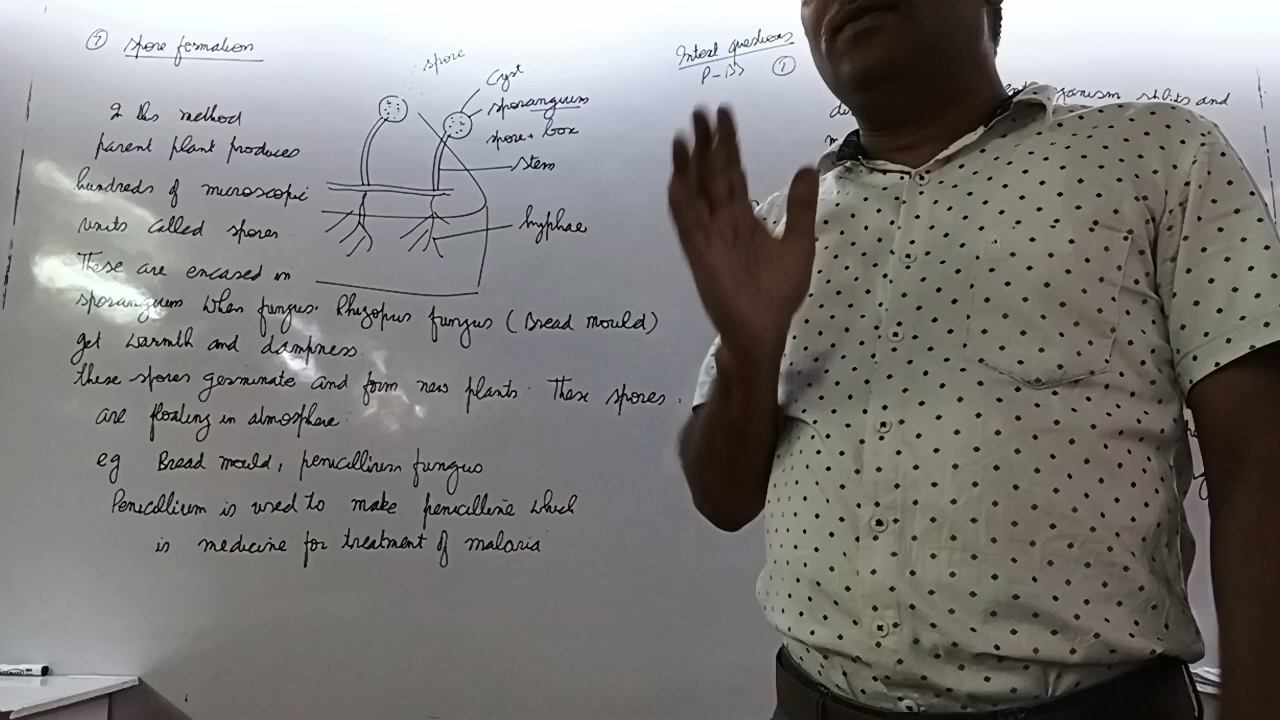 ⑦ Spore formation
In this method
parent plant produces
hundreds of microscopic
units called spores
These are encased in
sporangium when fungus. Rhizopus fungus (Bread mould)
get warmth and dampness
these spores germinate and form new plants These spores.
are floating in atmosphere.
eg Bread mould, penicillium fungus
Penicillium is used to make penicilline which
is medicine for treatment of malaria
spore
Cyst
sporangium
spore + box
stem
hyphae
Intext questions
P-133 ①
and